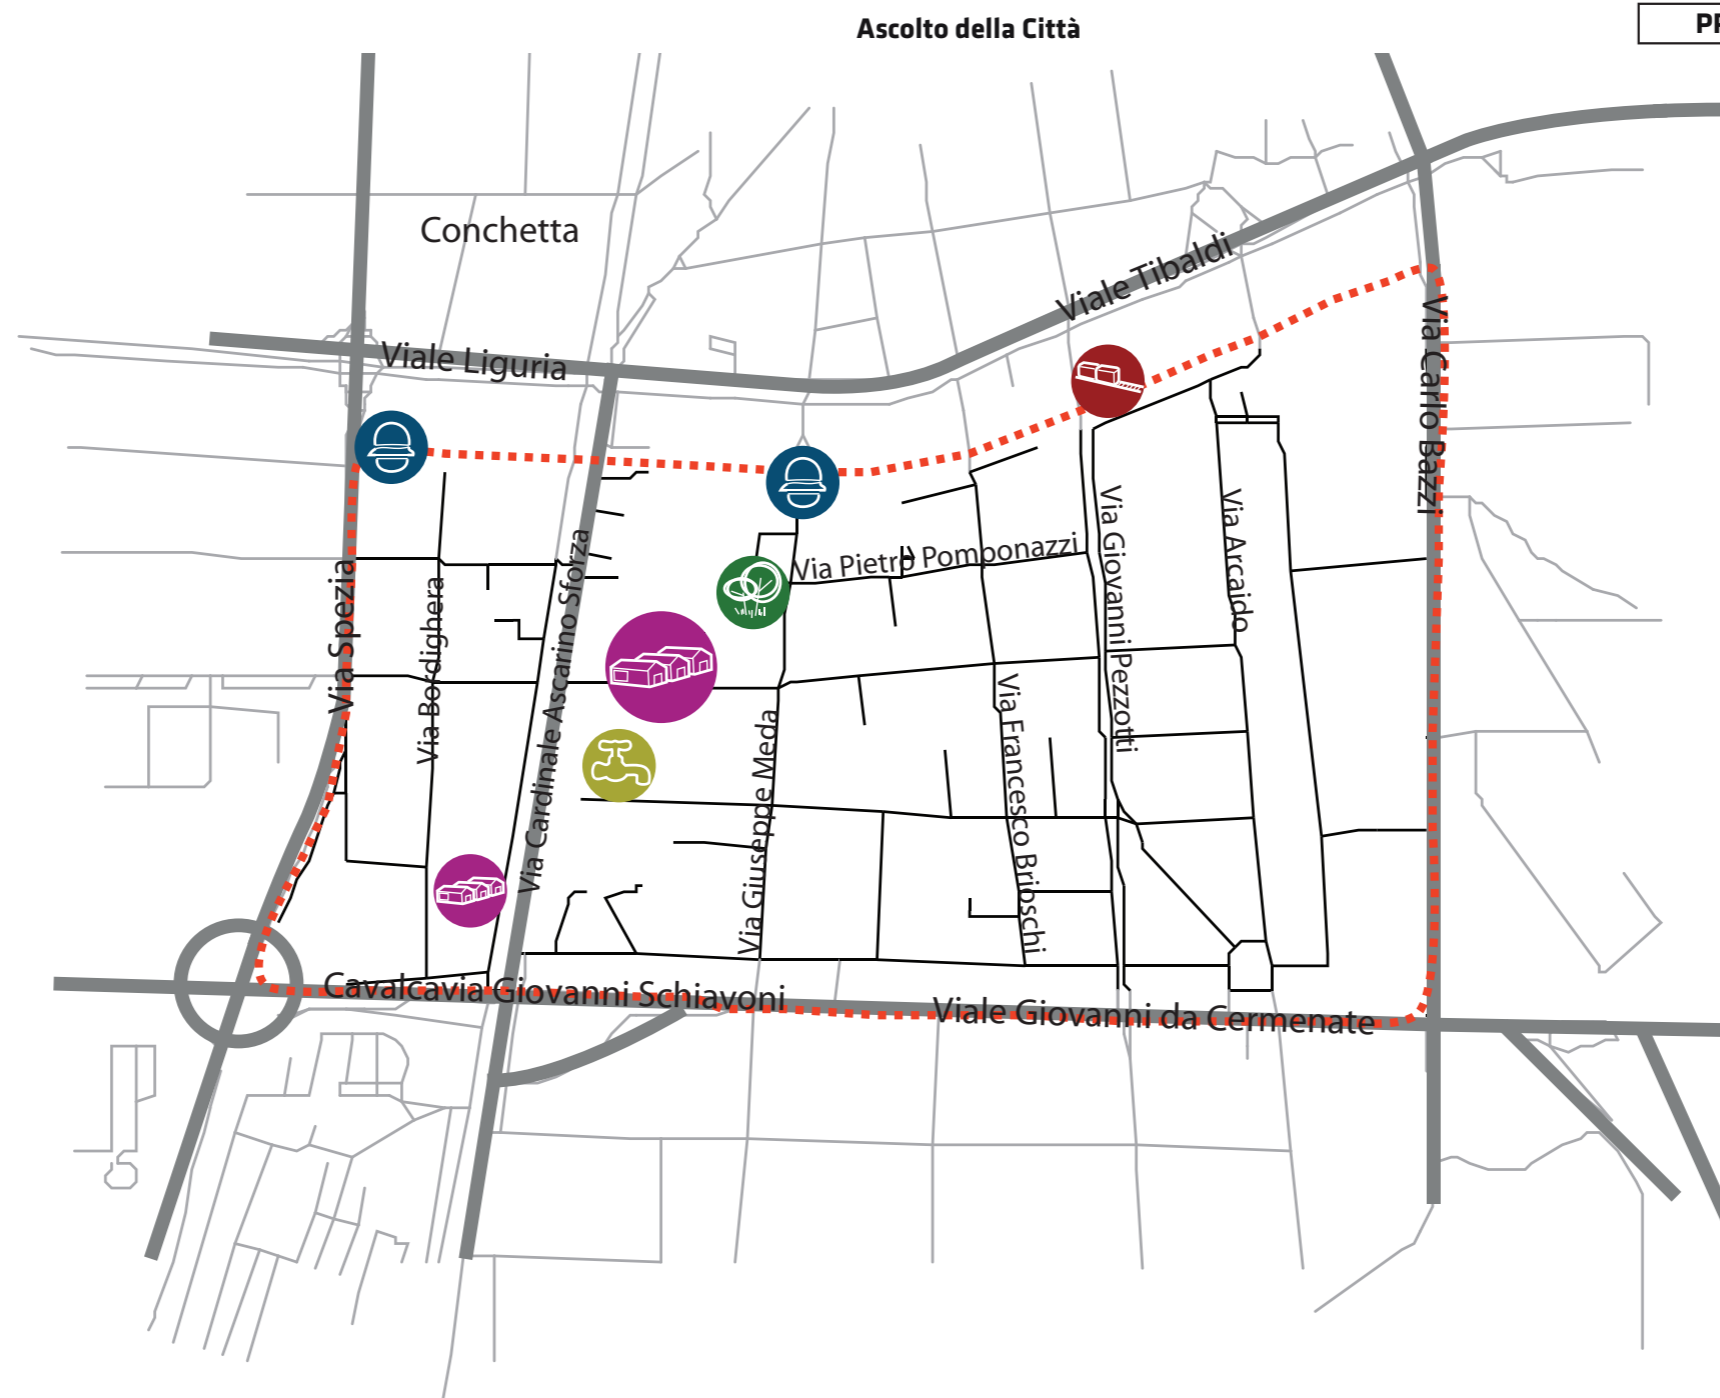 Ascolto della Città
PR
Conchetta
Viale Tibaldi
Viale Liguria
Via Carlo Bazzi
Via Pietro Pomponazzi
Via Giovanni Pezzotti
Via Arcaido
Via Spezia
Via Bordighera
Via Cardinale Ascarino Sforza
Via Giuseppe Meda
Via Francesco Brioschi
Cavalcavia Giovanni Schiavoni
Viale Giovanni da Cermenate